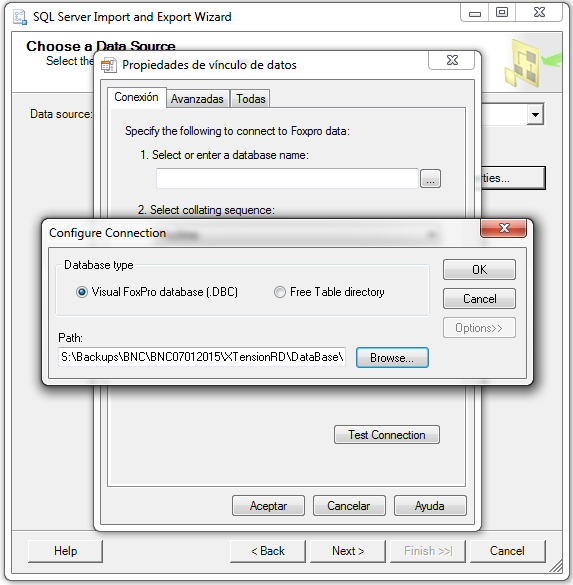 SQL Server Import and Export Wizard
Choose a Data Source
Select the
Propiedades de vínculo de datos
Conexión Avanzadas Todas
Data source:
Specify the following to connect to Foxpro data:
1. Select or enter a database name:
...
rties...
2. Select collating sequence:
Configure Connection
Database type
Visual FoxPro database (.DBC)
Free Table directory
OK
Cancel
Options>>
Path:
S:\Backups\BNC\BNC07012015\XTensionRD\DataBase\
Browse...
Test Connection
Aceptar Cancelar Ayuda
Help < Back Next > Finish >>| Cancel